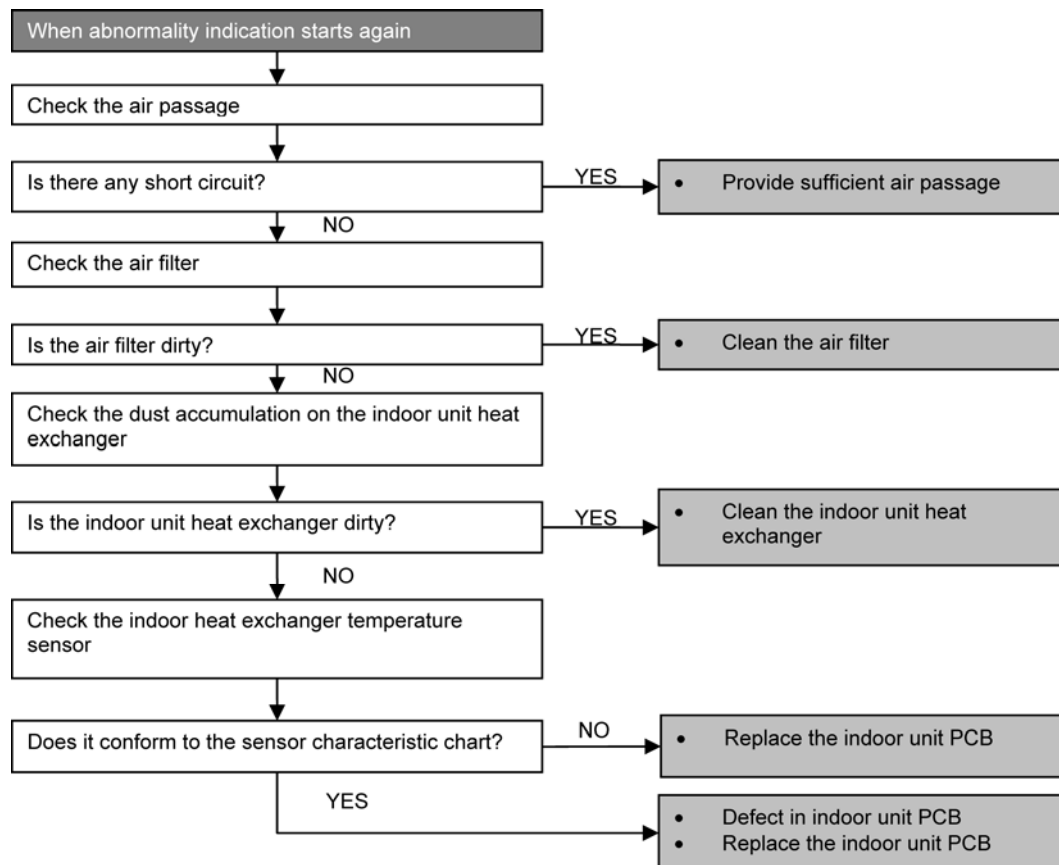 When abnormality indication starts again
Check the air passage
Is there any short circuit?
YES
• Provide sufficient air passage
NO
Check the air filter
Is the air filter dirty?
YES
• Clean the air filter
NO
Check the dust accumulation on the indoor unit heat
exchanger
Is the indoor unit heat exchanger dirty?
YES
• Clean the indoor unit heat
exchanger
NO
Check the indoor heat exchanger temperature
sensor
Does it conform to the sensor characteristic chart?
NO
• Replace the indoor unit PCB
YES
• Defect in indoor unit PCB
• Replace the indoor unit PCB